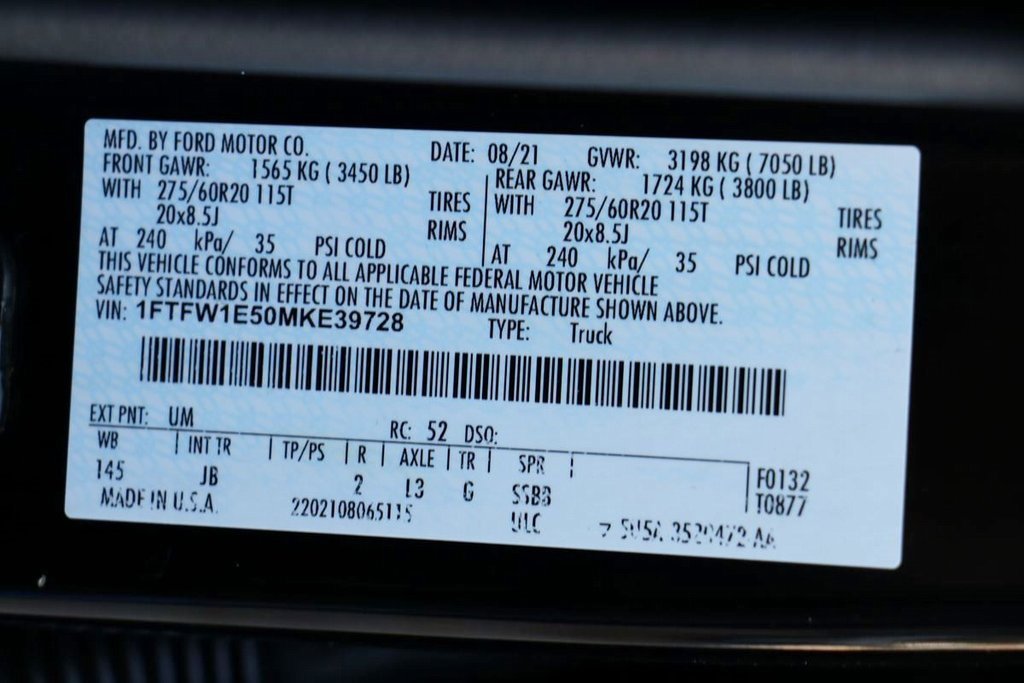 MFD. BY FORD MOTOR CO. DATE: 08/21 GVWR: 3198 KG ( 7050 LB)
FRONT GAWR: 1565 KG ( 3450 LB) REAR GAWR: 1724 KG ( 3800 LB)
WITH 275/60R20 115T TIRES WITH 275/60R20 115T TIRES
20x8.5J RIMS 20x8.5J RIMS
AT 240 kPa/ 35 PSI COLD AT 240 kPa/ 35 PSI COLD
THIS VEHICLE CONFORMS TO ALL APPLICABLE FEDERAL MOTOR VEHICLE
SAFETY STANDARDS IN EFFECT ON THE DATE OF MANUFACTURE SHOWN ABOVE.
VIN: 1FTFW1E50MKE39728 TYPE: Truck
EXT PNT: UM RC: 52 DSO:
WB INT TR TP/PS R AXLE TR SPR F0132
145 JB 2 L3 G SSBB T0877
MADE IN U.S.A. 2202108065115 ULC